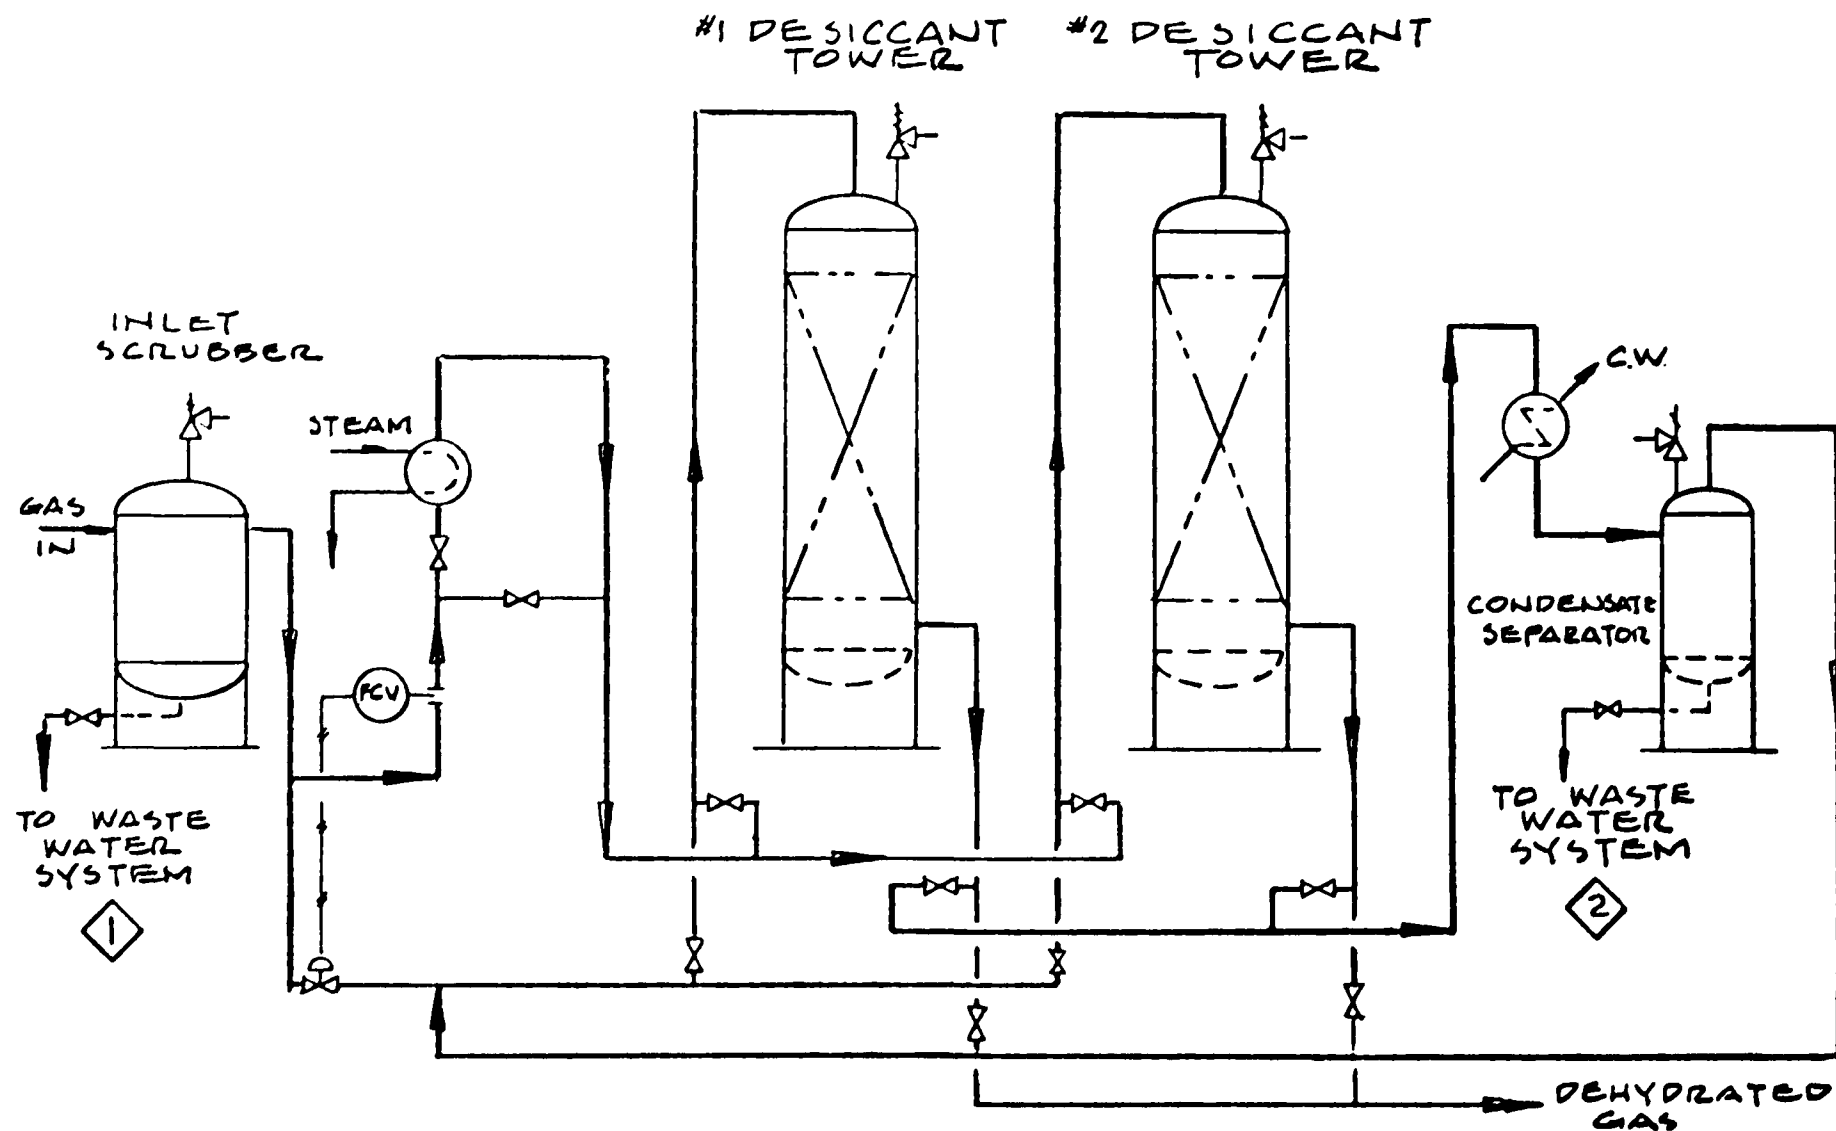 #1 DESICCANT
TOWER
#2 DESICCANT
TOWER
INLET
SCRUBBER
STEAM
GAS
IN
C.W.
CONDENSATE
SEPARATOR
FCV
TO WASTE
WATER
SYSTEM
1
TO WASTE
WATER
SYSTEM
2
DEHYDRATED
GAS